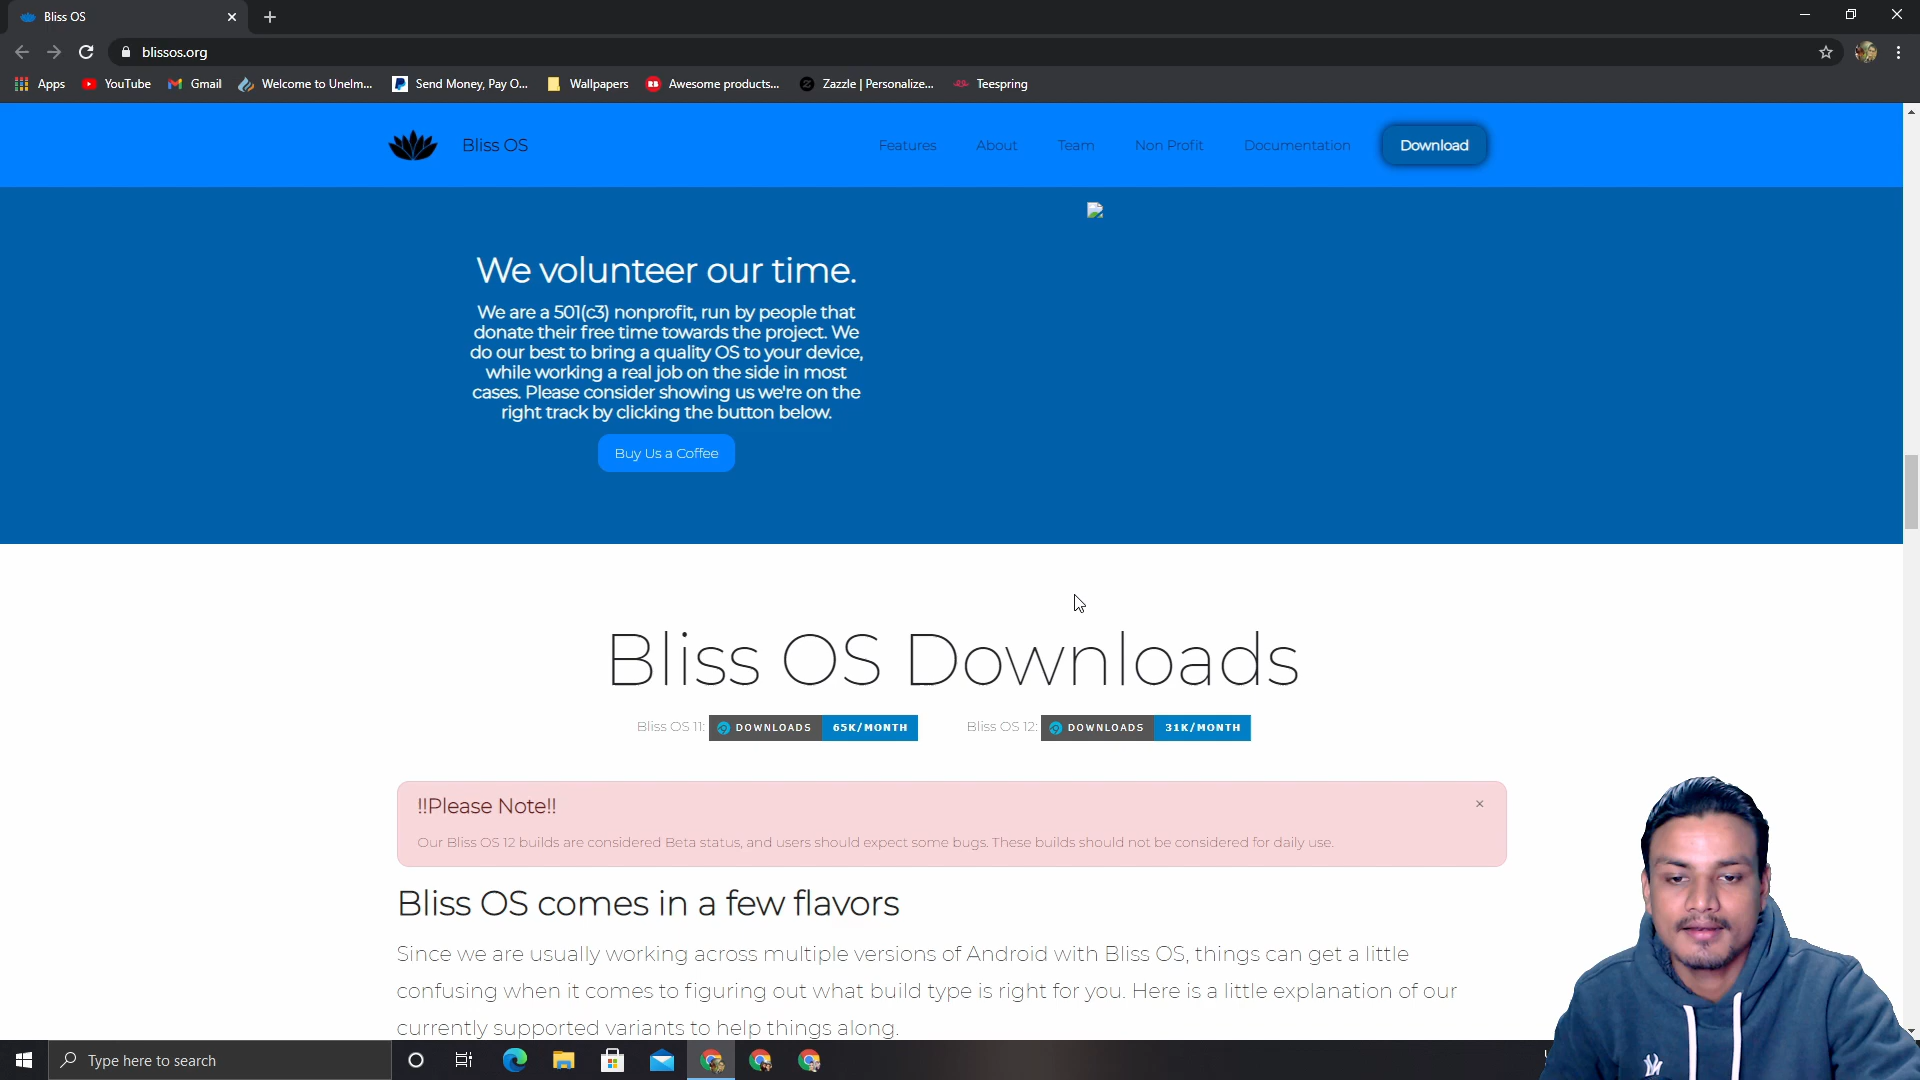 Bliss OS
blissos.org
Apps
YouTube
Gmail
Welcome to Unelm...
Send Money, Pay O...
Wallpapers
Awesome products...
Zazzle | Personalize...
Teespring
Bliss OS
Features
About
Team
Non Profit
Documentation
Download
We volunteer our time.
We are a 501(c3) nonprofit, run by people that
donate their free time towards the project. We
do our best to bring a quality OS to your device,
while working a real job on the side in most
cases. Please consider showing us we're on the
right track by clicking the button below.
Buy Us a Coffee
Bliss OS Downloads
Bliss OS 11: DOWNLOADS 65K/MONTH
Bliss OS 12: DOWNLOADS 31K/MONTH
!!Please Note!!
Our Bliss OS 12 builds are considered Beta status, and users should expect some bugs. These builds should not be considered for daily use.
Bliss OS comes in a few flavors
Since we are usually working across multiple versions of Android with Bliss OS, things can get a little
confusing when it comes to figuring out what build type is right for you. Here is a little explanation of our
currently supported variants to help things along.
Type here to search